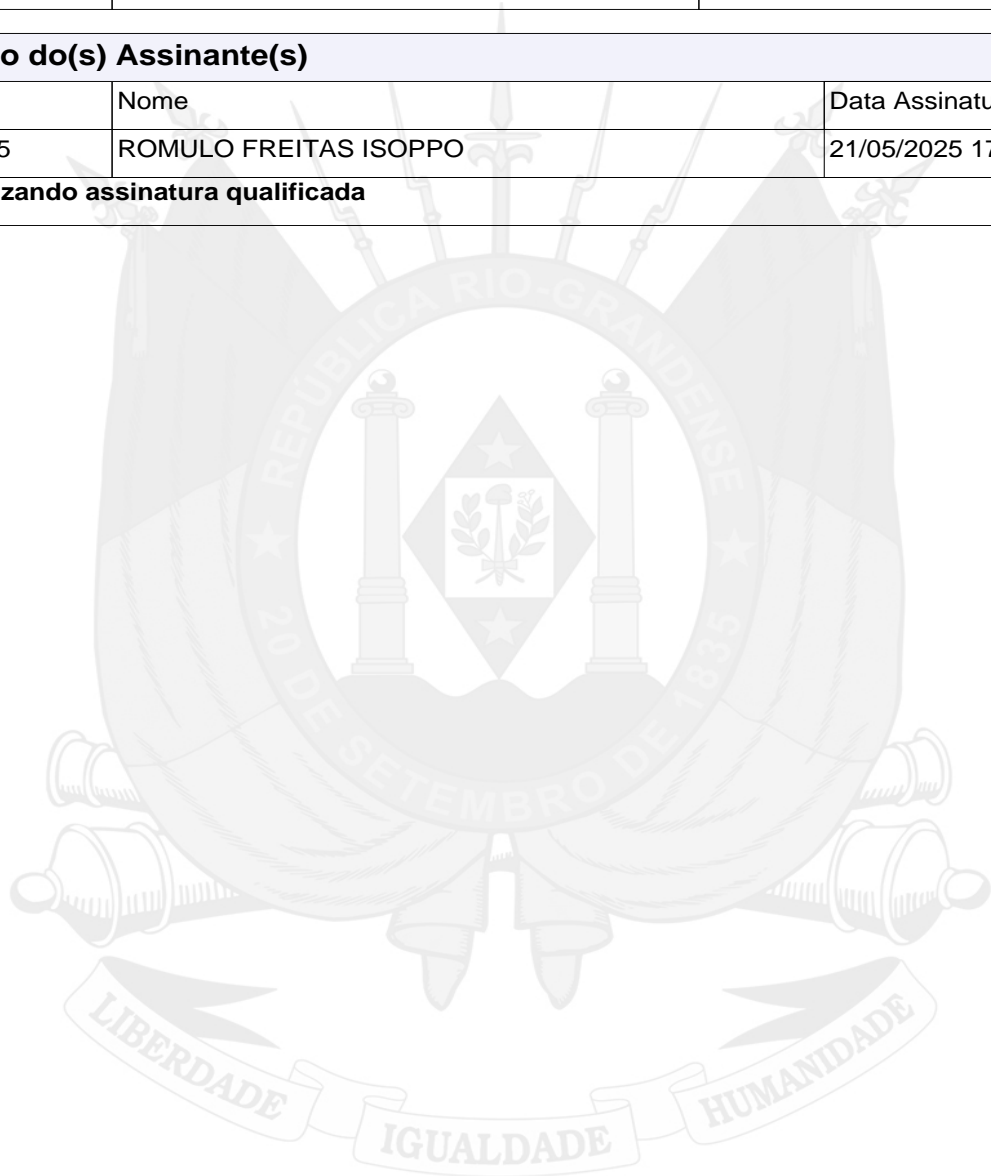 o do(s) Assinante(s)
Nome Data Assinatu
5 ROMULO FREITAS ISOPPO 21/05/2025 17
zando assinatura qualificada
REPÚBLICA RIO-GRANDENSE
20 DE SETEMBRO DE 1835
LIBERDADE IGUALDADE HUMANIDADE